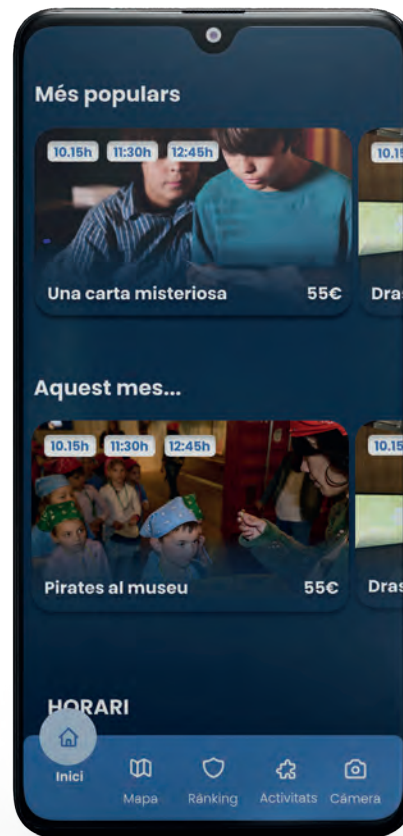 Més populars
10.15h 11:30h 12:45h
10.15
Una carta misteriosa 55€
Dras
Aquest mes...
10.15h 11:30h 12:45h
10.15
Pirates al museu 55€
Dras
HORARI
Inici
Mapa
Rànking
Activitats
Càmera